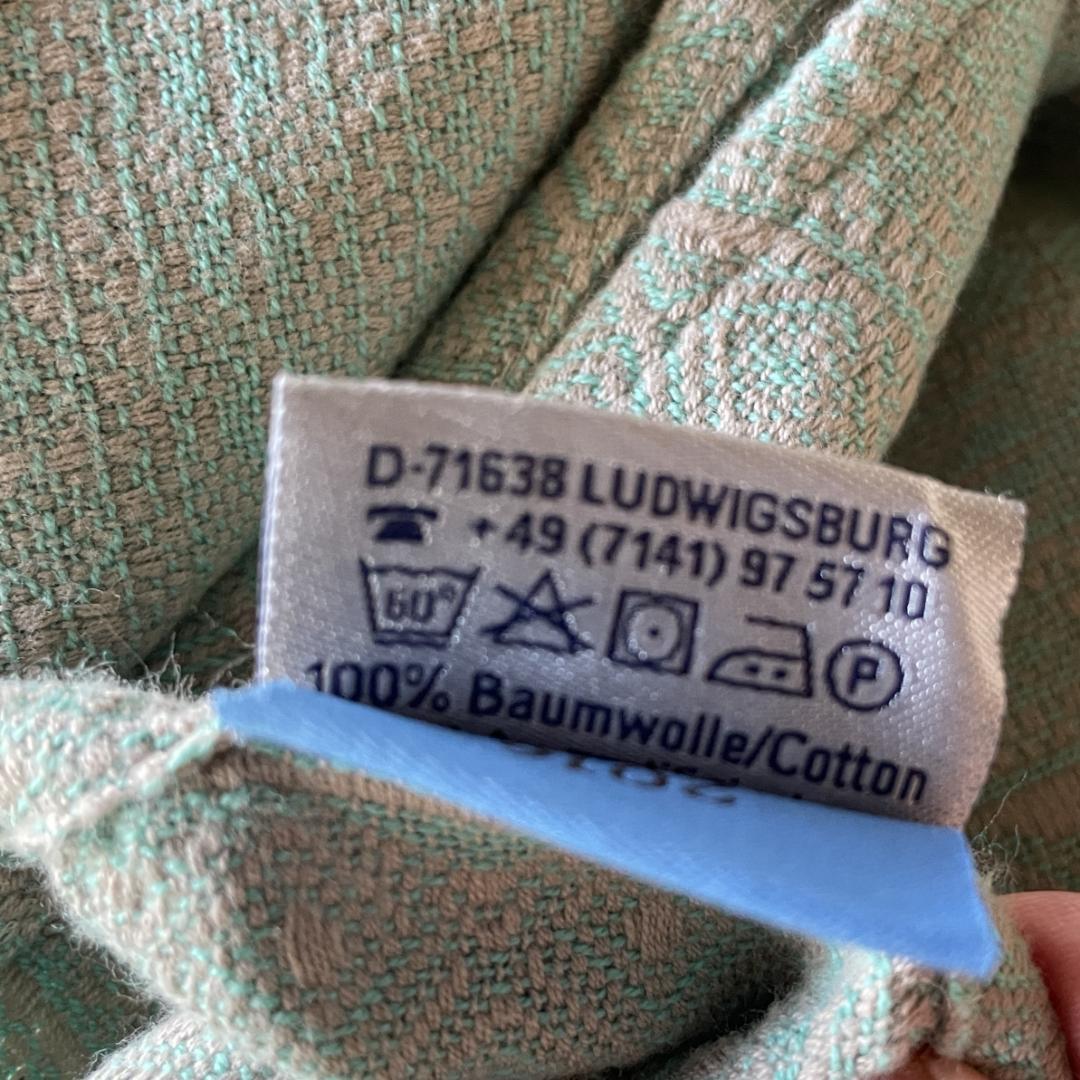 D-71638 LUDWIGSBURG
+49 (7141) 97 57 10
60°
P
100% Baumwolle/Cotton